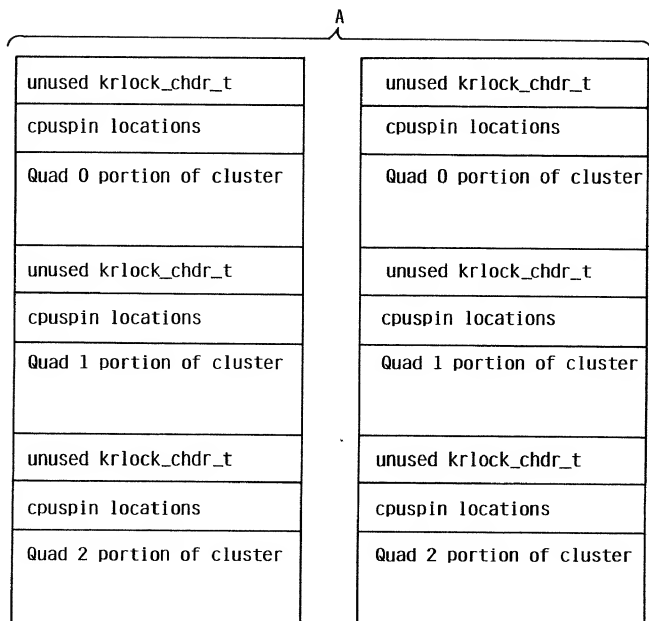 A
unused krlock_chdr_t
cpuspin locations
Quad 0 portion of cluster
unused krlock_chdr_t
cpuspin locations
Quad 1 portion of cluster
unused krlock_chdr_t
cpuspin locations
Quad 2 portion of cluster
unused krlock_chdr_t
cpuspin locations
Quad 0 portion of cluster
unused krlock_chdr_t
cpuspin locations
Quad 1 portion of cluster
unused krlock_chdr_t
cpuspin locations
Quad 2 portion of cluster